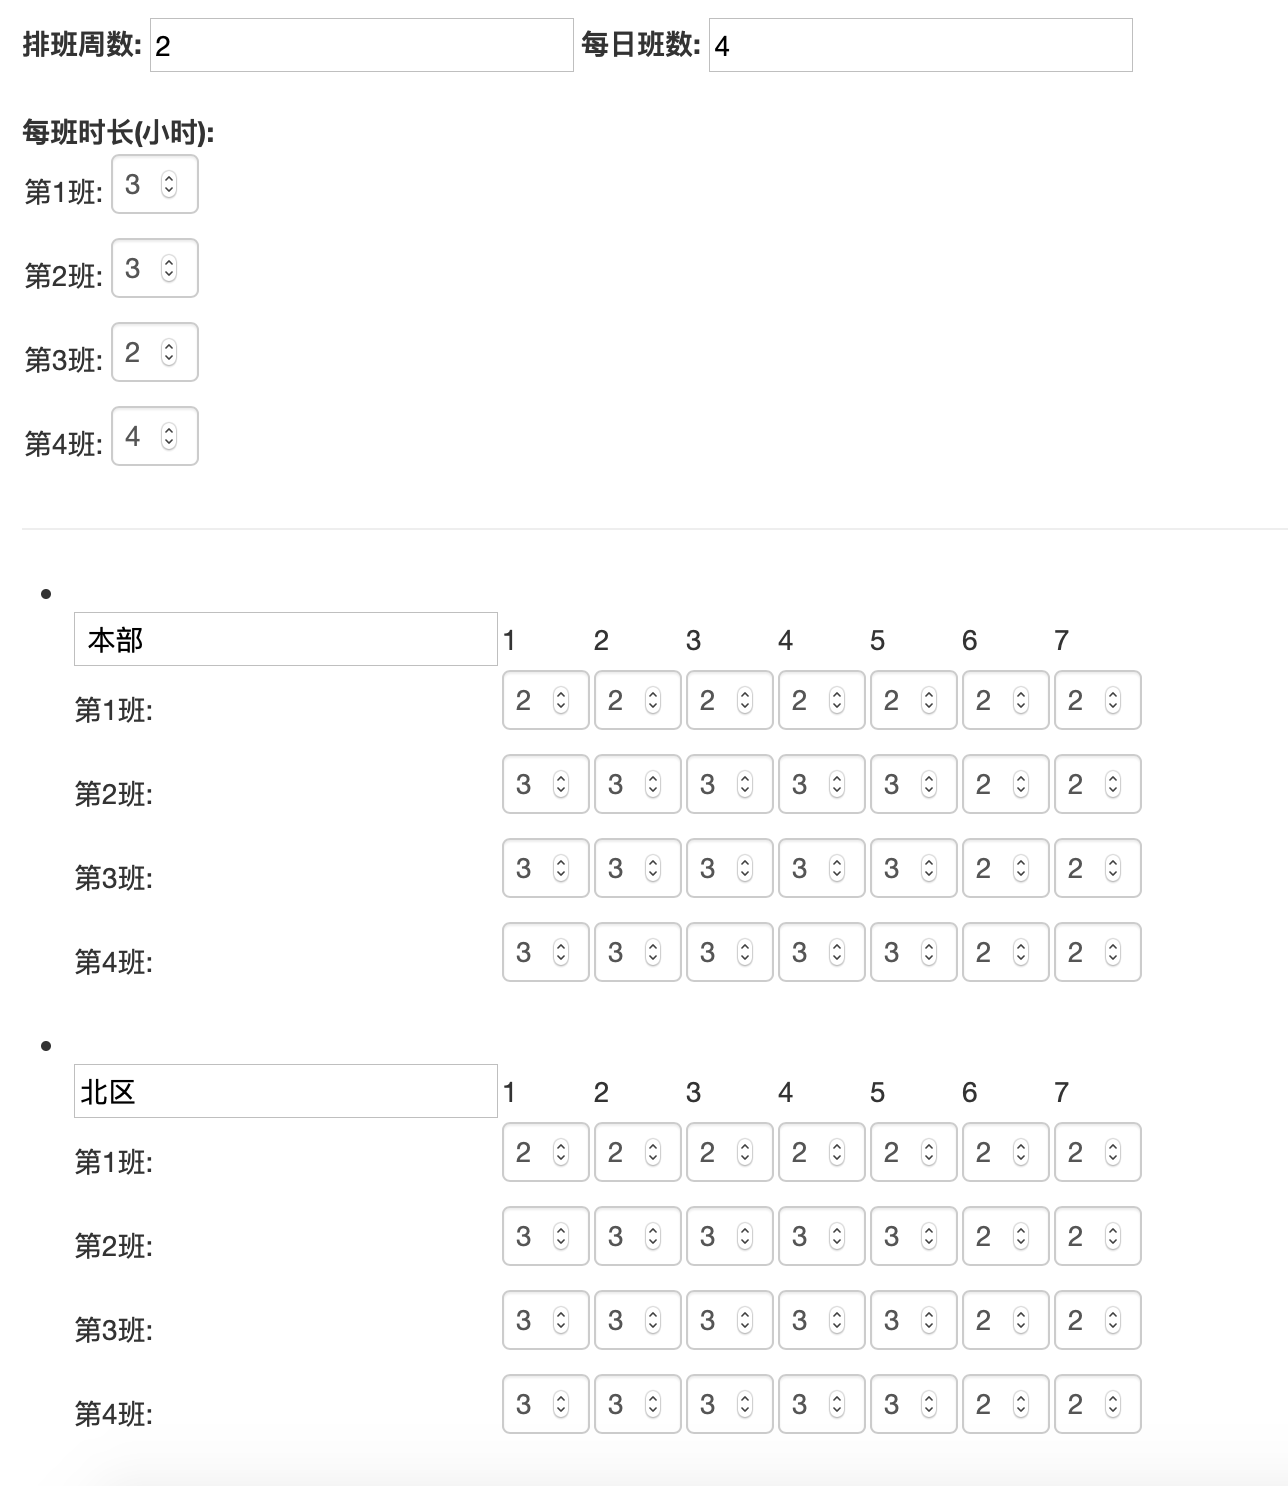 排班周数: 2 每日班数: 4
每班时长(小时):
第1班: 3
第2班: 3
第3班: 2
第4班: 4
本部 1 2 3 4 5 6 7
第1班: 2 2 2 2 2 2 2
第2班: 3 3 3 3 3 2 2
第3班: 3 3 3 3 3 2 2
第4班: 3 3 3 3 3 2 2
北区 1 2 3 4 5 6 7
第1班: 2 2 2 2 2 2 2
第2班: 3 3 3 3 3 2 2
第3班: 3 3 3 3 3 2 2
第4班: 3 3 3 3 3 2 2